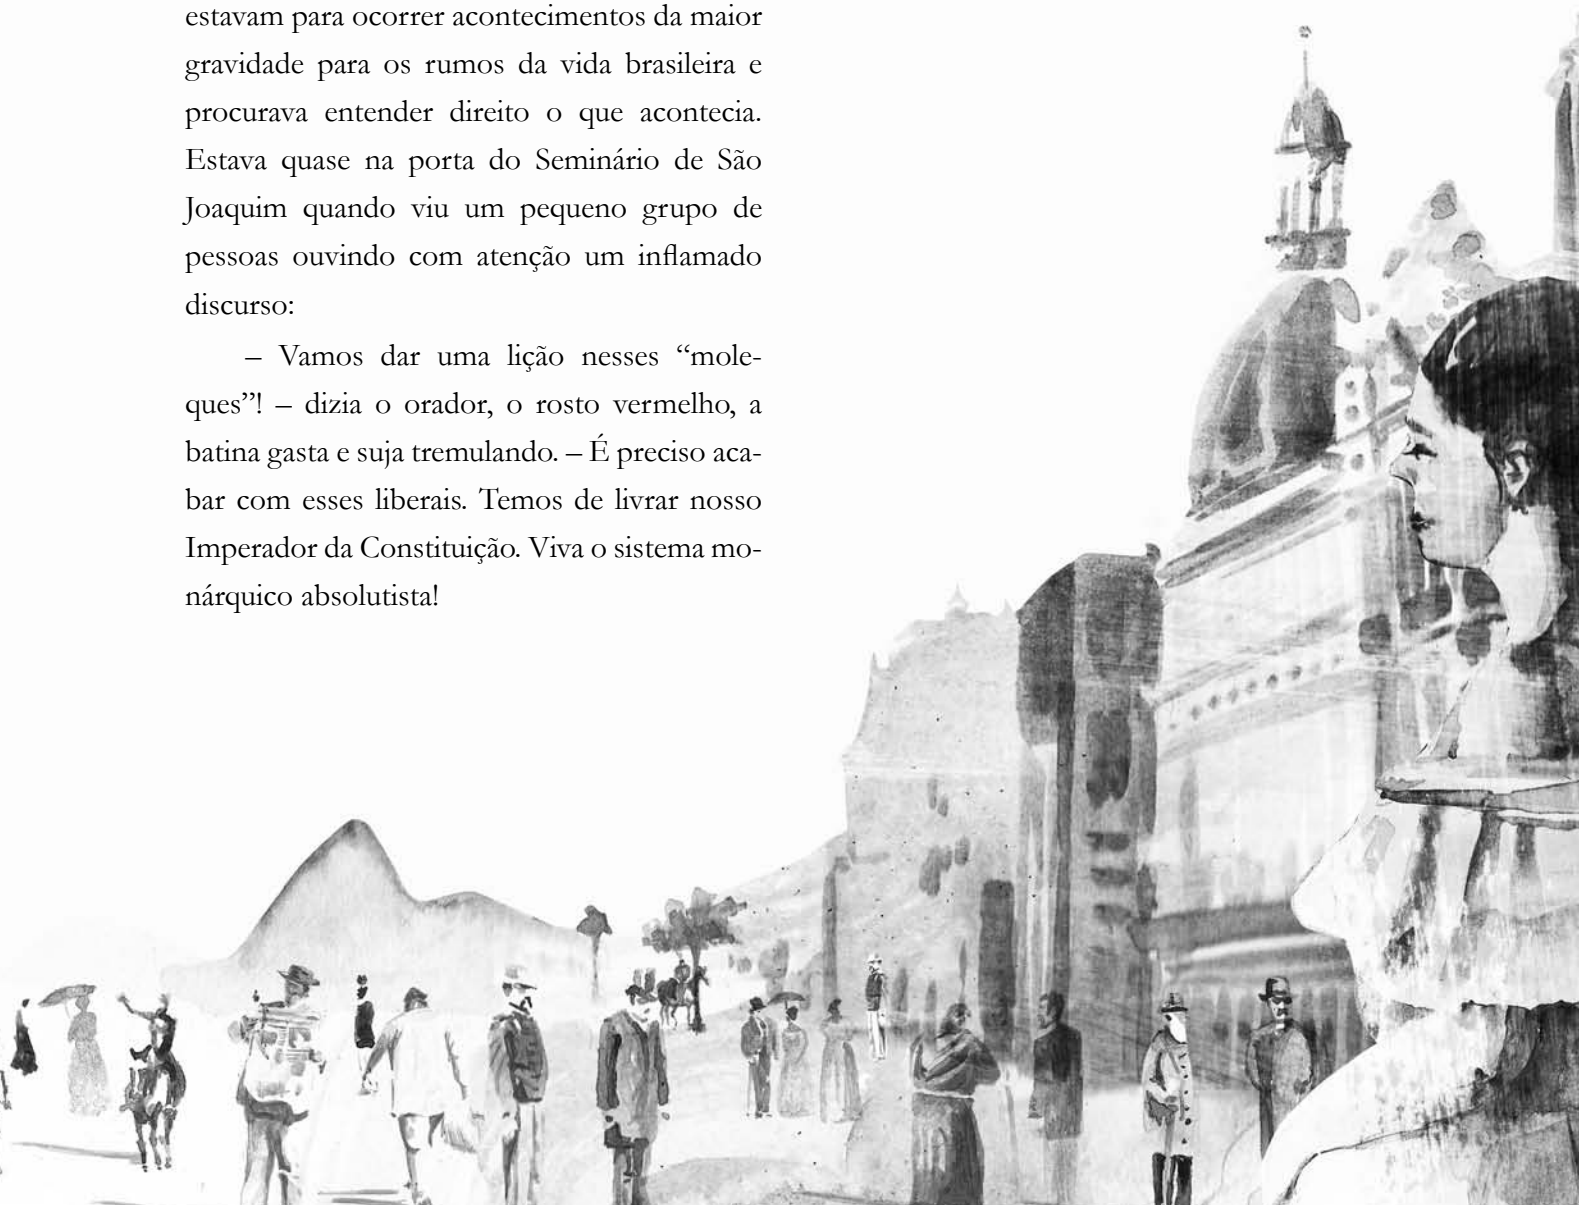 estavam para ocorrer acontecimentos da maior
gravidade para os rumos da vida brasileira e
procurava entender direito o que acontecia.
Estava quase na porta do Seminário de São
Joaquim quando viu um pequeno grupo de
pessoas ouvindo com atenção um inflamado
discurso:
– Vamos dar uma lição nesses “mole-
ques”! – dizia o orador, o rosto vermelho, a
batina gasta e suja tremulando. – É preciso aca-
bar com esses liberais. Temos de livrar nosso
Imperador da Constituição. Viva o sistema mo-
nárquico absolutista!